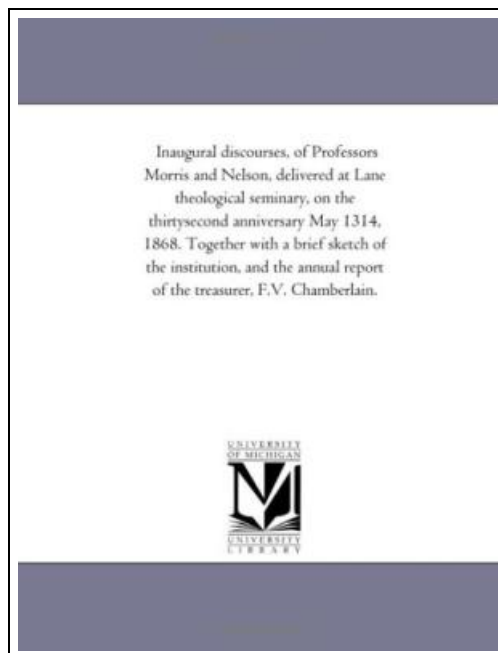 Inaugural discourses, of Professors
Morris and Nelson, delivered at Lane
theological seminary, on the
thirtysecond anniversary May 1314,
1868. Together with a brief sketch of
the institution, and the annual report
of the treasurer, F.V. Chamberlain.
UNIVERSITY
OF MICHIGAN
M
UNIVERSITY
LIBRARY